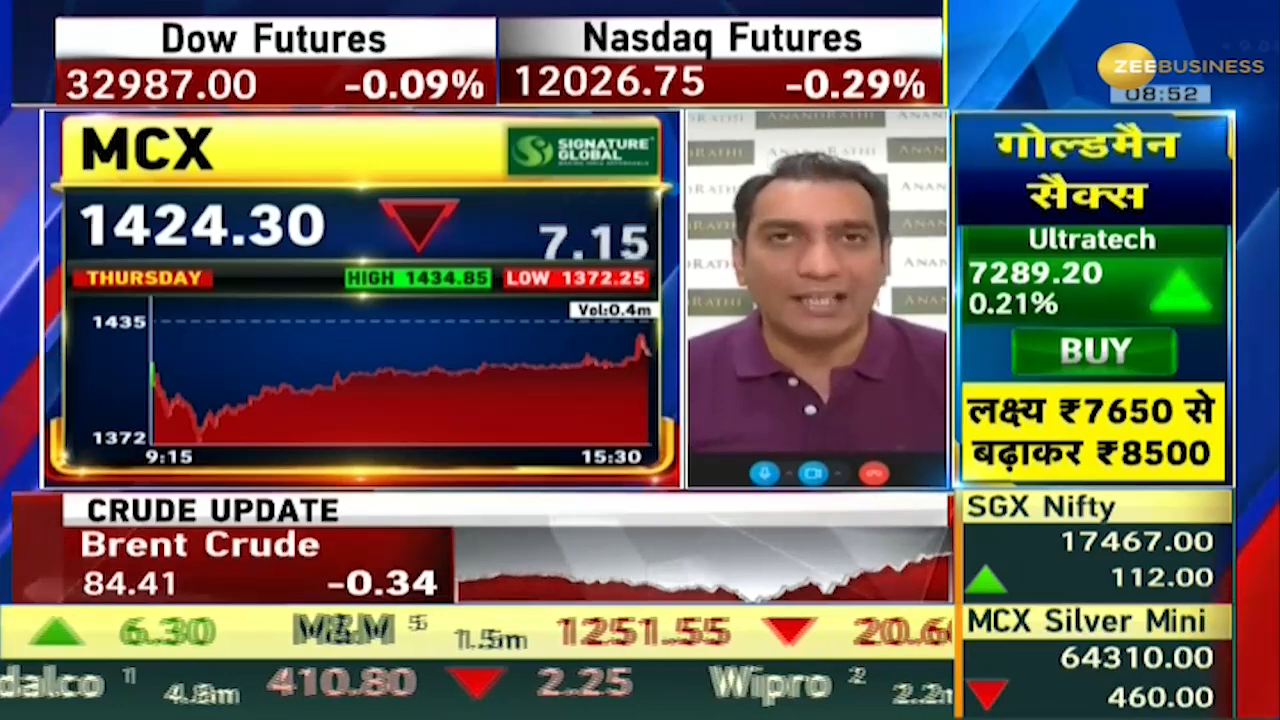 Dow Futures
32987.00 -0.09%
Nasdaq Futures
12026.75 -0.29%
ZEEBUSINESS
08:52
MCX
SIGNATURE
GLOBAL
1424.30 7.15
THURSDAY HIGH 1434.85 LOW 1372.25
Vol:0.4m
1435
1372
9:15 15:30
ANANDRATHI
गोल्डमैन
सैक्स
Ultratech
7289.20
0.21%
BUY
लक्ष्य ₹7650 से
बढ़ाकर ₹8500
CRUDE UPDATE
Brent Crude
84.41 -0.34
SGX Nifty
17467.00
112.00
MCX Silver Mini
64310.00
460.00
6.30 M&M 1.5m 1251.55
dalco 1 4.8m 410.80 2.25 Wipro 2